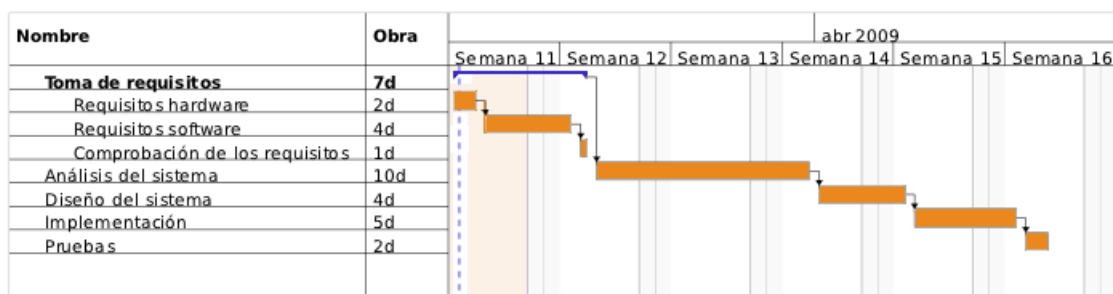 Nombre Obra abr 2009
Semana 11 Semana 12 Semana 13 Semana 14 Semana 15 Semana 16
Toma de requisitos 7d
Requisitos hardware 2d
Requisitos software 4d
Comprobación de los requisitos 1d
Análisis del sistema 10d
Diseño del sistema 4d
Implementación 5d
Pruebas 2d